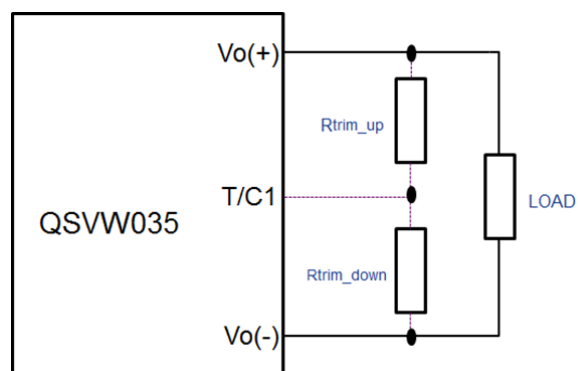 Vo(+)
Rtrim_up
T/C1
QSVW035
LOAD
Rtrim_down
Vo(-)